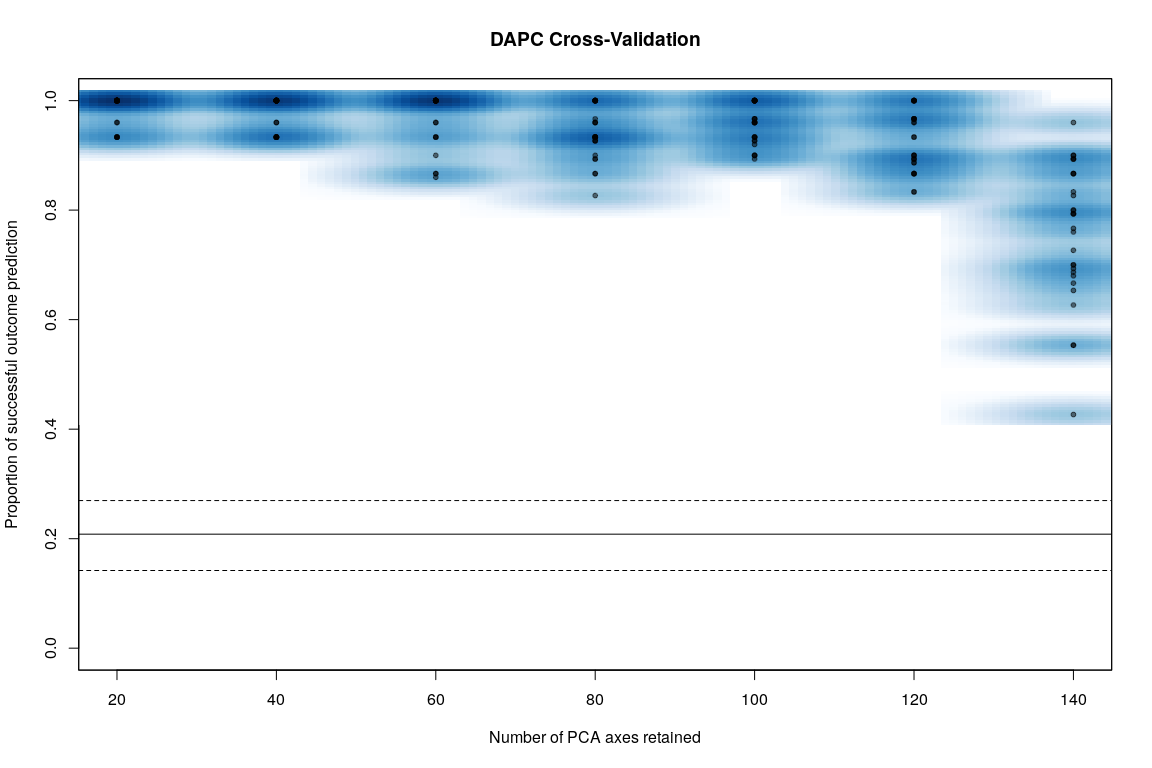 DAPC Cross-Validation
Proportion of successful outcome prediction
1.0
0.8
0.6
0.4
0.2
0.0
20 40 60 80 100 120 140
Number of PCA axes retained